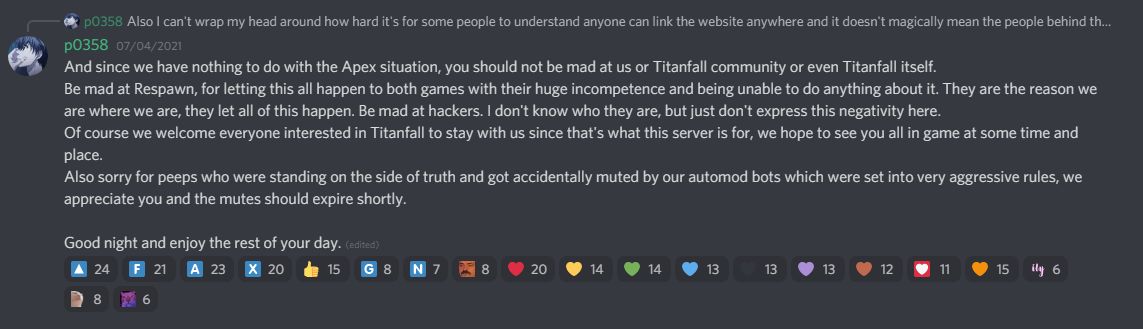 p0358 Also I can't wrap my head around how hard it's for some people to understand anyone can link the website anywhere and it doesn't magically mean the people behind th...
p0358 07/04/2021
And since we have nothing to do with the Apex situation, you should not be mad at us or Titanfall community or even Titanfall itself.
Be mad at Respawn, for letting this all happen to both games with their huge incompetence and being unable to do anything about it. They are the reason we
are where we are, they let all of this happen. Be mad at hackers. I don't know who they are, but just don't express this negativity here.
Of course we welcome everyone interested in Titanfall to stay with us since that's what this server is for, we hope to see you all in game at some time and
place.
Also sorry for peeps who were standing on the side of truth and got accidentally muted by our automod bots which were set into very aggressive rules, we
appreciate you and the mutes should expire shortly.
Good night and enjoy the rest of your day. (edited)
24 F 21 A 23 X 20 15 G 8 N 7 8 20 14 14 13 13 13 12 11 15 ily 6
8 6